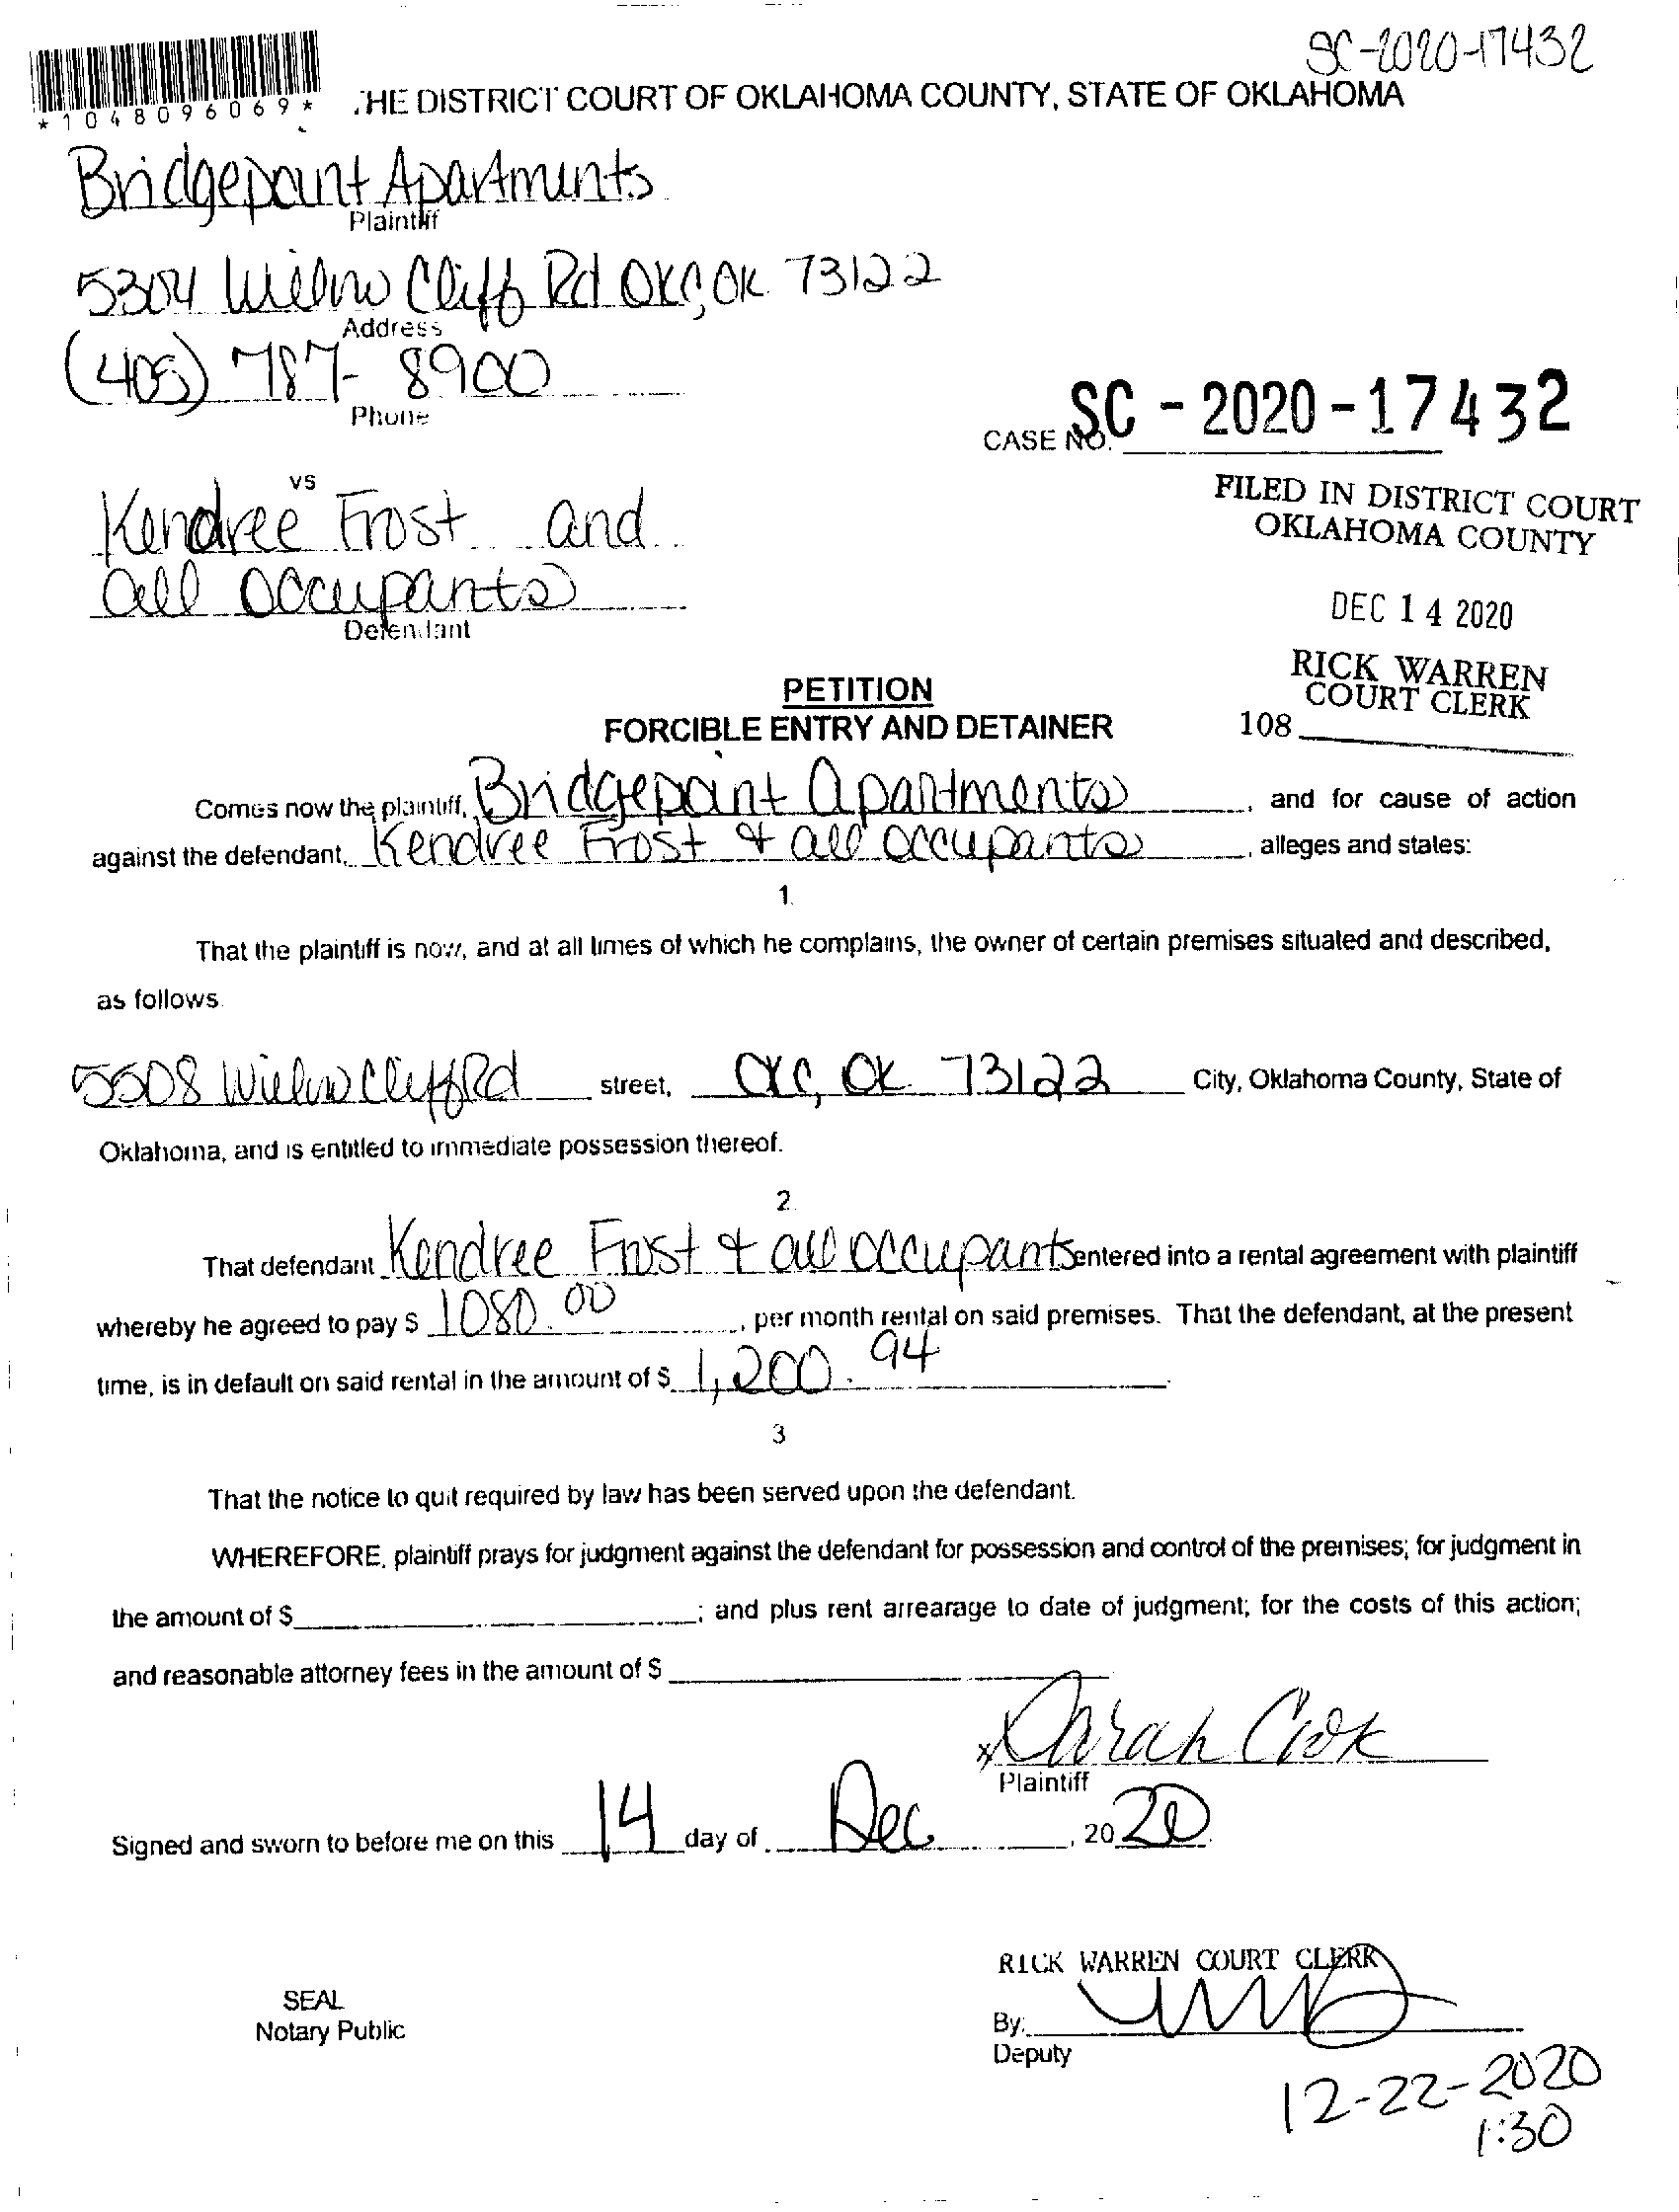 SC-2020-17432
*1048096069*
THE DISTRICT COURT OF OKLAHOMA COUNTY, STATE OF OKLAHOMA
Bridgepoint Apartments
Plaintiff
5304 Willow Cliff Rd OKC, OK 73122
Address
(405) 787-8900
Phone
CASE NO. SC-2020-17432
vs
Kendree Frost and
all occupants
Defendant
FILED IN DISTRICT COURT
OKLAHOMA COUNTY
DEC 14 2020
RICK WARREN
COURT CLERK
108
PETITION
FORCIBLE ENTRY AND DETAINER
Comes now the plaintiff, Bridgepoint Apartments, and for cause of action
against the defendant, Kendree Frost & all occupants, alleges and states:
1.
That the plaintiff is now, and at all times of which he complains, the owner of certain premises situated and described,
as follows.
5508 Willow Cliff Rd street, OKC, OK 73122 City, Oklahoma County, State of
Oklahoma, and is entitled to immediate possession thereof.
2.
That defendant Kendree Frost & all occupants entered into a rental agreement with plaintiff
whereby he agreed to pay $ 1080.00, per month rental on said premises. That the defendant, at the present
time, is in default on said rental in the amount of $ 1,200.94.
3
That the notice to quit required by law has been served upon the defendant.
WHEREFORE, plaintiff prays for judgment against the defendant for possession and control of the premises; for judgment in
the amount of $ ; and plus rent arrearage to date of judgment; for the costs of this action;
and reasonable attorney fees in the amount of $
x Sarah Cook
Plaintiff
Signed and sworn to before me on this 14 day of Dec, 2020.
RICK WARREN COURT CLERK
SEAL
Notary Public
By:
Deputy
12-22-2020
1:30